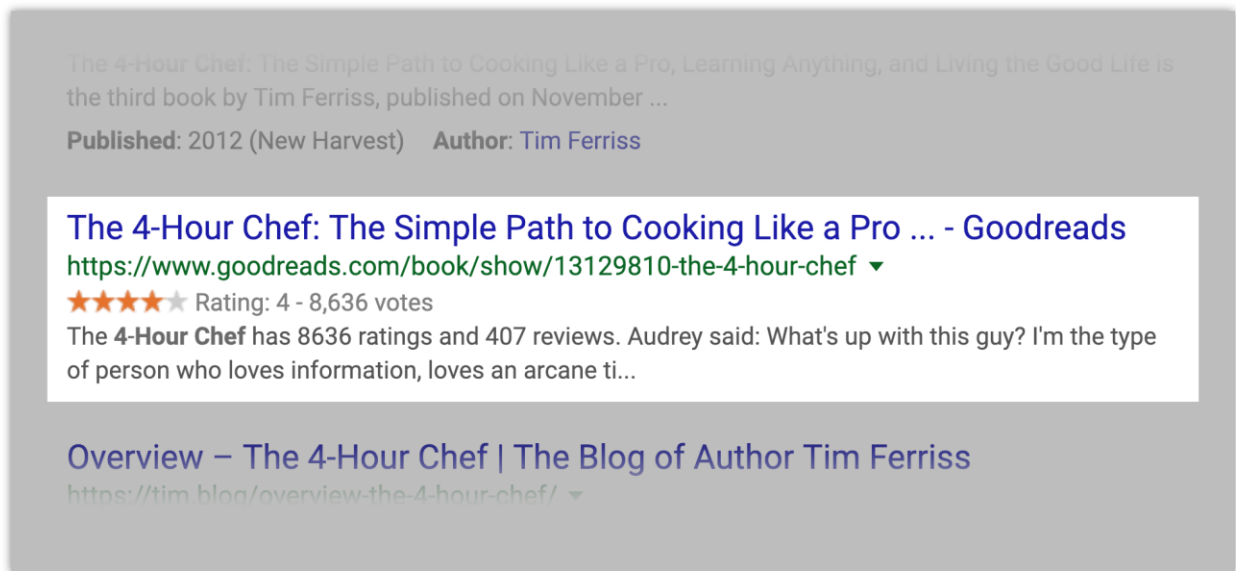 The 4-Hour Chef: The Simple Path to Cooking Like a Pro, Learning Anything, and Living the Good Life is
the third book by Tim Ferriss, published on November ...
Published: 2012 (New Harvest) Author: Tim Ferriss
The 4-Hour Chef: The Simple Path to Cooking Like a Pro ... - Goodreads
https://www.goodreads.com/book/show/13129810-the-4-hour-chef
Rating: 4 - 8,636 votes
The 4-Hour Chef has 8636 ratings and 407 reviews. Audrey said: What's up with this guy? I'm the type
of person who loves information, loves an arcane ti...
Overview – The 4-Hour Chef | The Blog of Author Tim Ferriss
https://tim.blog/overview-the-4-hour-chef/